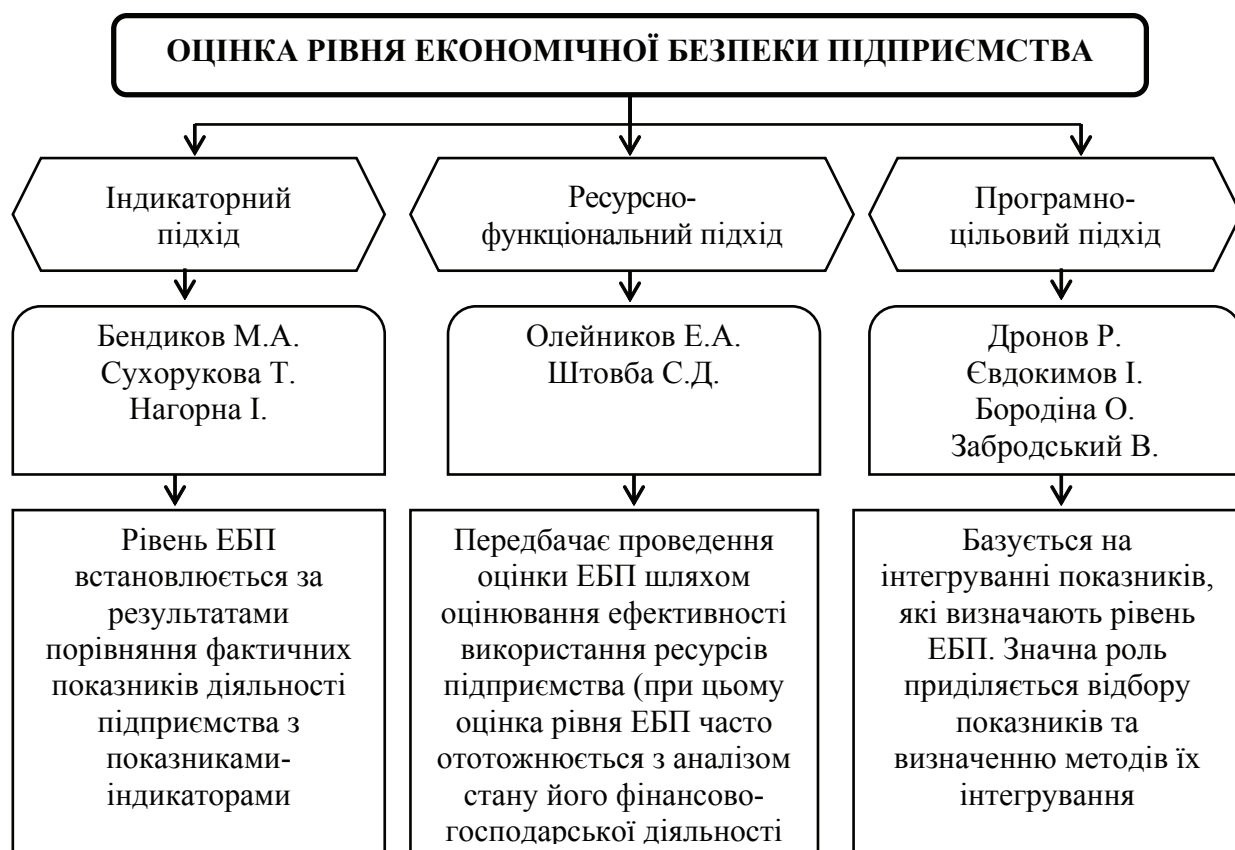 ОЦІНКА РІВНЯ ЕКОНОМІЧНОЇ БЕЗПЕКИ ПІДПРИЄМСТВА
Індикаторний
підхід
Ресурсно-
функціональний підхід
Програмно-
цільовий підхід
Бендиков М.А.
Сухорукова Т.
Нагорна І.
Олейников Е.А.
Штовба С.Д.
Дронов Р.
Євдокимов І.
Бородіна О.
Забродський В.
Рівень ЕБП
встановлюється за
результатами
порівняння фактичних
показників діяльності
підприємства з
показниками-
індикаторами
Передбачає проведення
оцінки ЕБП шляхом
оцінювання ефективності
використання ресурсів
підприємства (при цьому
оцінка рівня ЕБП часто
ототожнюється з аналізом
стану його фінансово-
господарської діяльності
Базується на
інтегруванні показників,
які визначають рівень
ЕБП. Значна роль
приділяється відбору
показників та
визначенню методів їх
інтегрування